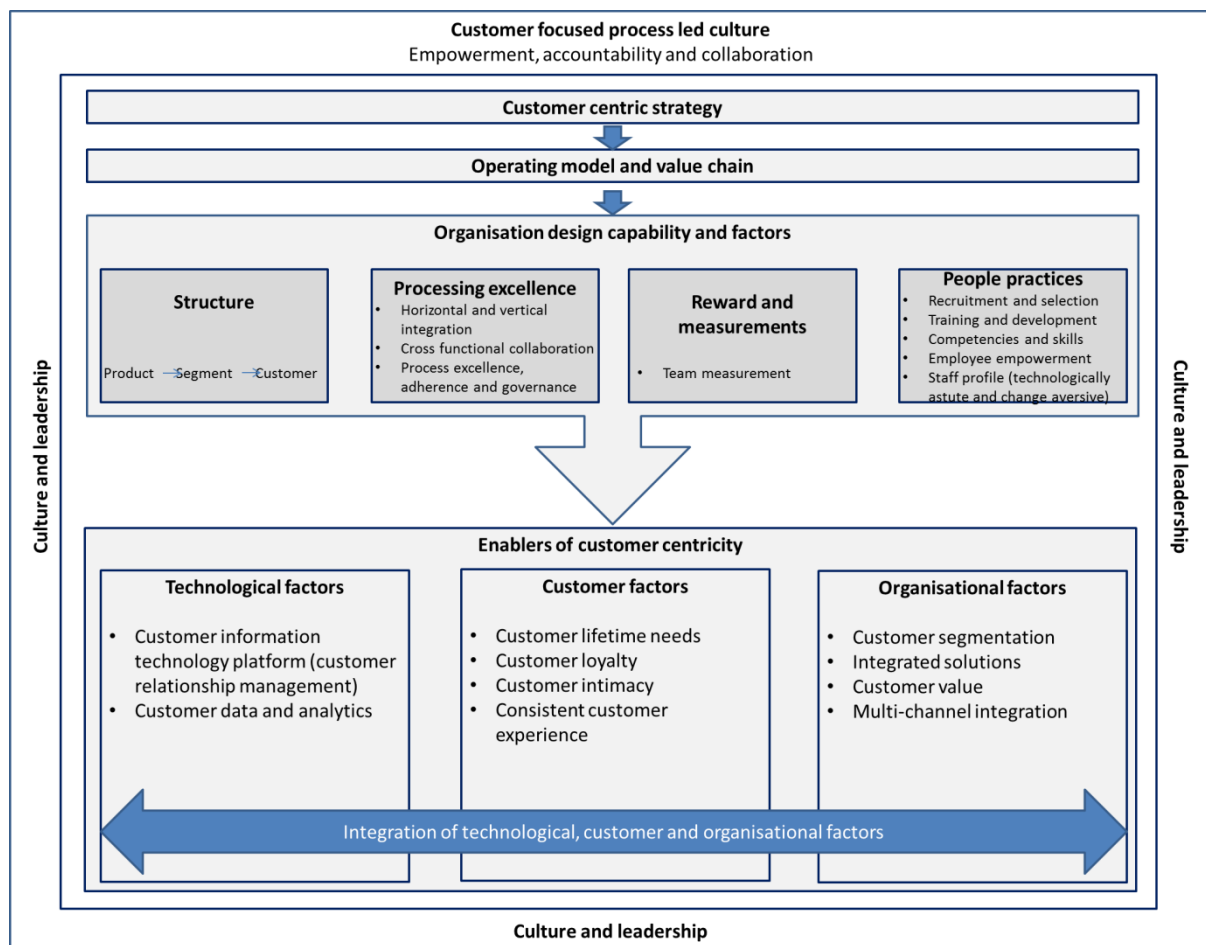 Customer focused process led culture
Empowerment, accountability and collaboration
Customer centric strategy
Operating model and value chain
Organisation design capability and factors
Structure
Product → Segment → Customer
Processing excellence
• Horizontal and vertical
integration
• Cross functional collaboration
• Process excellence,
adherence and governance
Reward and
measurements
• Team measurement
People practices
• Recruitment and selection
• Training and development
• Competencies and skills
• Employee empowerment
• Staff profile (technologically
astute and change aversive)
Culture and leadership
Culture and leadership
Enablers of customer centricity
Technological factors
• Customer information
technology platform (customer
relationship management)
• Customer data and analytics
Customer factors
• Customer lifetime needs
• Customer loyalty
• Customer intimacy
• Consistent customer
experience
Organisational factors
• Customer segmentation
• Integrated solutions
• Customer value
• Multi-channel integration
Integration of technological, customer and organisational factors
Culture and leadership